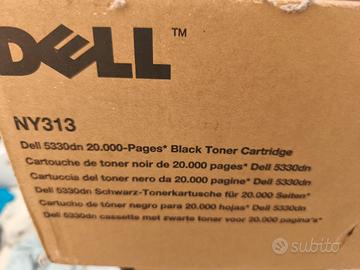 DELL™
NY313
Dell 5330dn 20.000-Pages* Black Toner Cartridge
Cartouche de toner noir de 20.000 pages* Dell 5330dn
Cartuccia del toner nero da 20.000 pagine* Dell 5330dn
Dell 5330dn Schwarz-Tonerkartusche für 20.000 Seiten*
Cartucho de tóner negro para 20.000 hojas* Dell 5330dn
Dell 5330dn cassette met zwarte toner voor 20.000 pagina's*
subito